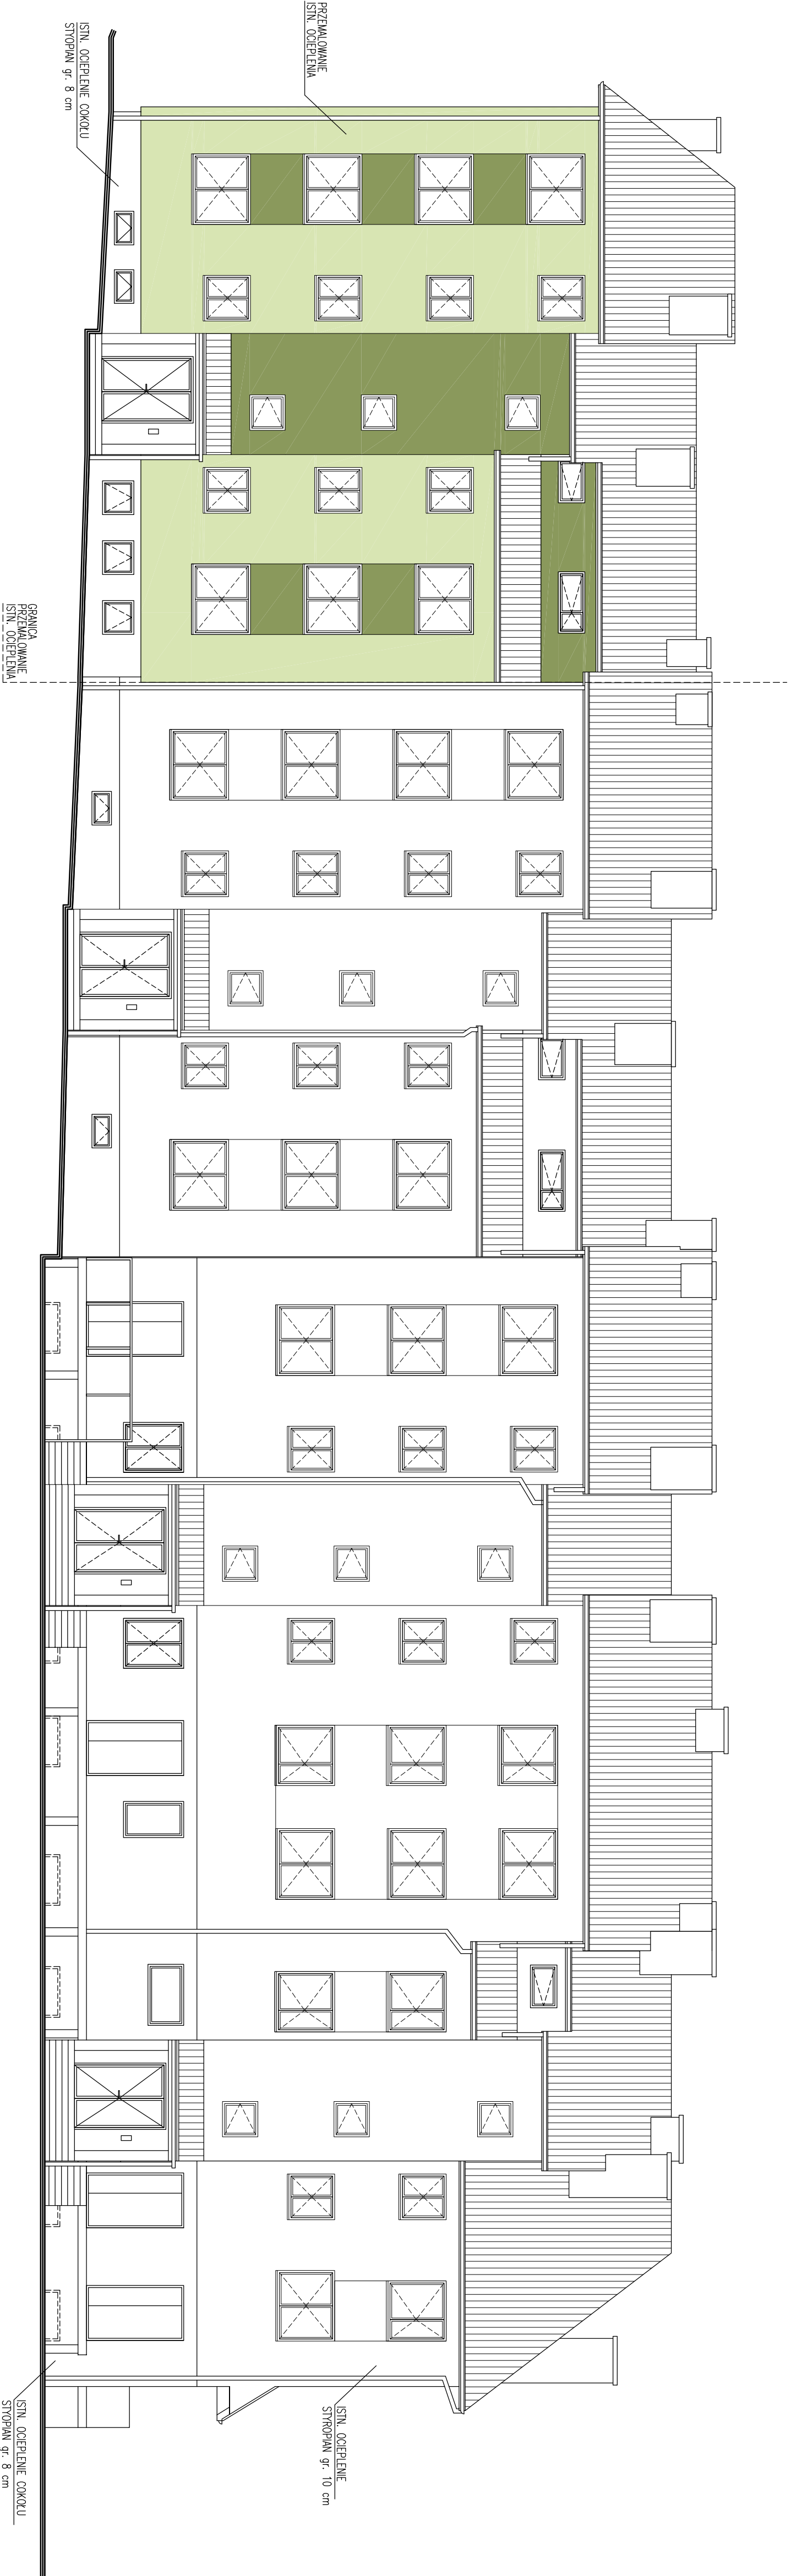 PRZEMALOWANIE
ISTN. OCIEPLENIA
ISTN. OCIEPLENIE COKOŁU
STYOPIAN gr. 8 cm
GRANICA
PRZEMALOWANIE
ISTN. OCIEPLENIA
ISTN. OCIEPLENIE
STYROPIAN gr. 10 cm
ISTN. OCIEPLENIE COKOŁU
STYOPIAN gr. 8 cm